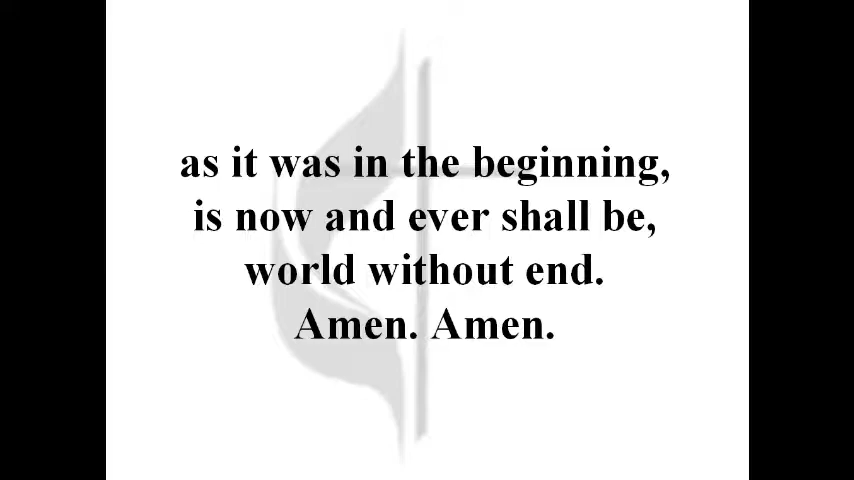 as it was in the beginning,
is now and ever shall be,
world without end.
Amen. Amen.